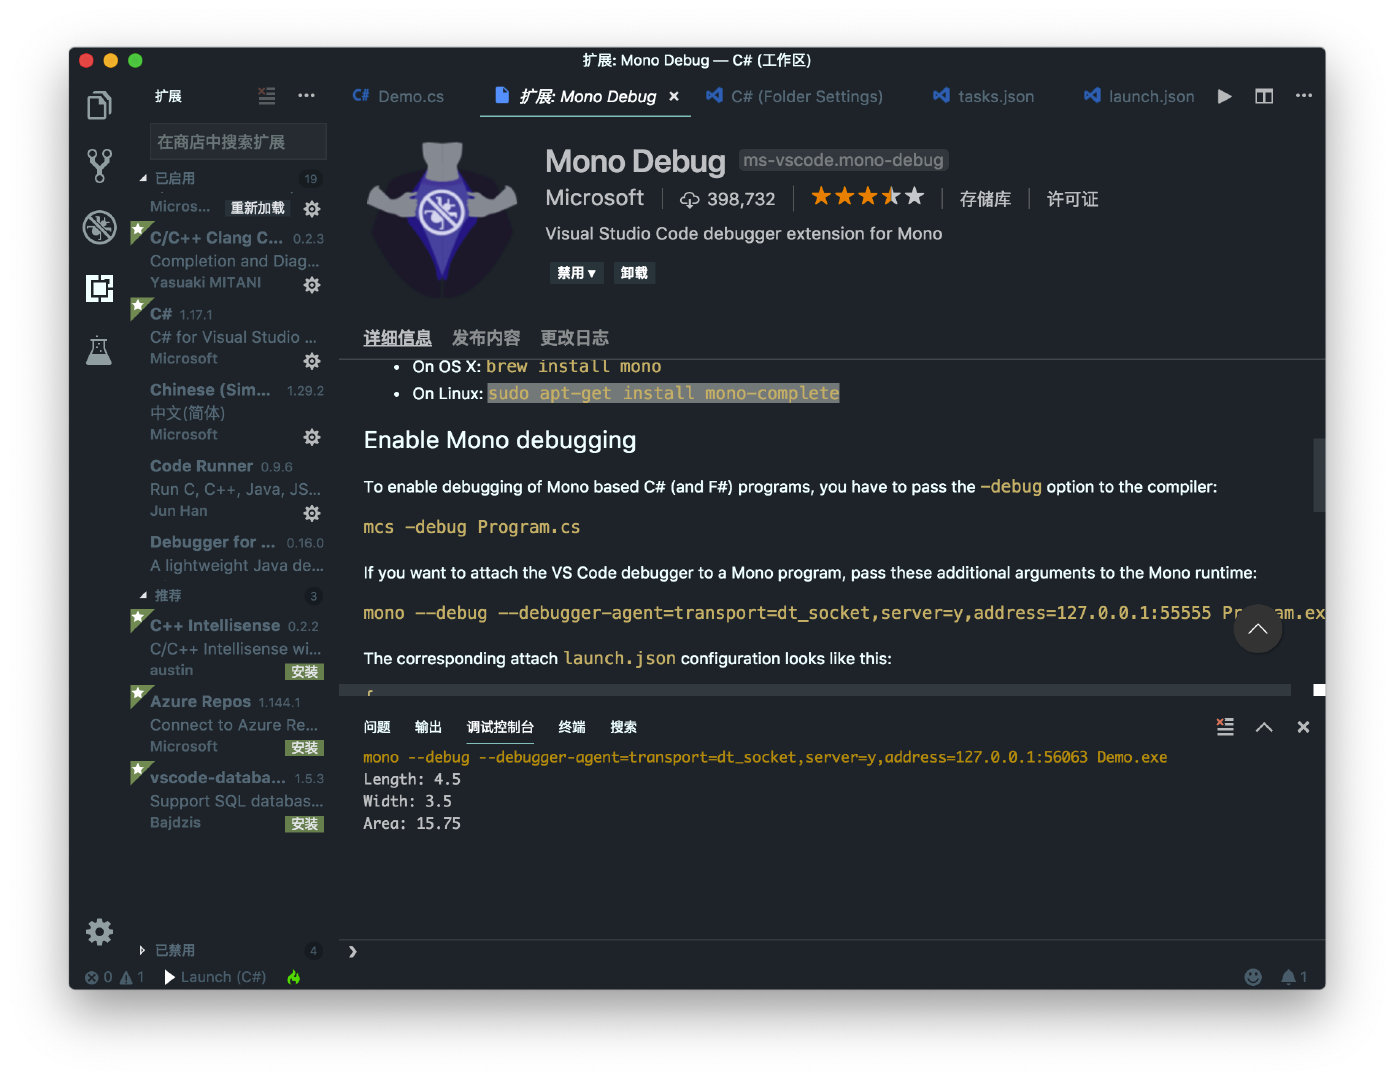 扩展: Mono Debug — C# (工作区)
扩展
C# Demo.cs
扩展: Mono Debug
C# (Folder Settings)
tasks.json
launch.json
在商店中搜索扩展
已启用 19
Micros... 重新加载
C/C++ Clang C... 0.2.3
Completion and Diag...
Yasuaki MITANI
C# 1.17.1
C# for Visual Studio ...
Microsoft
Chinese (Sim... 1.29.2
中文(简体)
Microsoft
Code Runner 0.9.6
Run C, C++, Java, JS...
Jun Han
Debugger for ... 0.16.0
A lightweight Java de...
推荐 3
C++ Intellisense 0.2.2
C/C++ Intellisense wi...
austin 安装
Azure Repos 1.144.1
Connect to Azure Re...
Microsoft 安装
vscode-databa... 1.5.3
Support SQL databas...
Bajdzis 安装
已禁用 4
Mono Debug ms-vscode.mono-debug
Microsoft 398,732 存储库 许可证
Visual Studio Code debugger extension for Mono
禁用 卸载
详细信息 发布内容 更改日志
• On OS X: brew install mono
• On Linux: sudo apt-get install mono-complete
Enable Mono debugging
To enable debugging of Mono based C# (and F#) programs, you have to pass the -debug option to the compiler:
mcs -debug Program.cs
If you want to attach the VS Code debugger to a Mono program, pass these additional arguments to the Mono runtime:
mono --debug --debugger-agent=transport=dt_socket,server=y,address=127.0.0.1:55555 Program.ex
The corresponding attach launch.json configuration looks like this:
{
问题 输出 调试控制台 终端 搜索
mono --debug --debugger-agent=transport=dt_socket,server=y,address=127.0.0.1:56063 Demo.exe
Length: 4.5
Width: 3.5
Area: 15.75
0 1 Launch (C#) 1